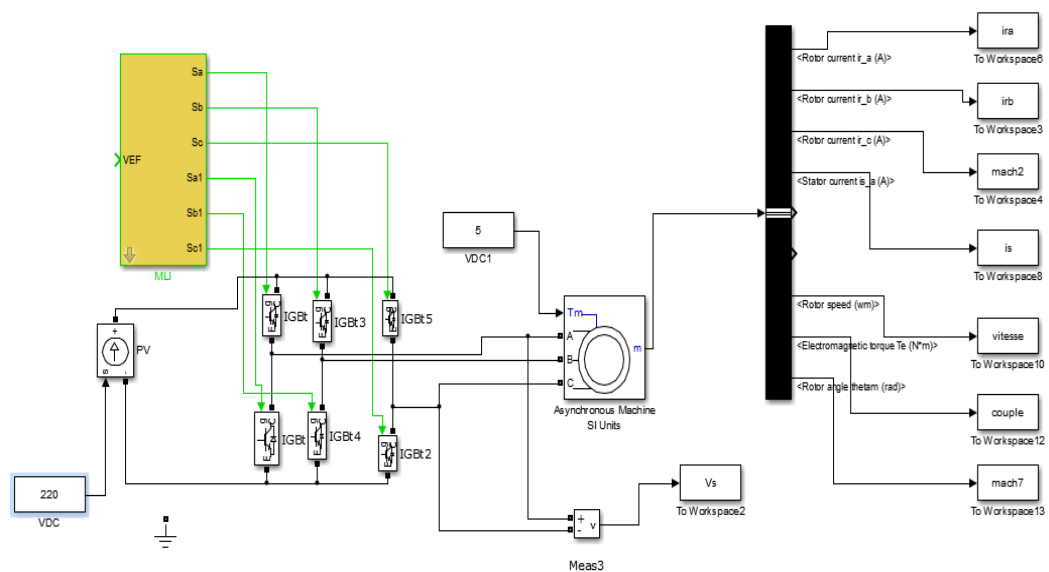 Sa
Sb
Sc
VEF
Sa1
Sb1
Sc1
MLI
+
PV
s
-
220
VDC
g
C
E
IGBt
g
C
E
IGBt3
g
C
E
IGBt5
g
C
E
IGBt
g
C
E
IGBt4
g
C
E
IGBt2
5
VDC1
Tm
A
m
B
C
Asynchronous Machine
SI Units
+
v
-
Meas3
Vs
To Workspace2
<Rotor current ir_a (A)>
<Rotor current ir_b (A)>
<Rotor current ir_c (A)>
<Stator current is_a (A)>
<Rotor speed (wm)>
<Electromagnetic torque Te (N*m)>
<Rotor angle thetam (rad)>
ira
To Workspace6
irb
To Workspace3
mach2
To Workspace4
is
To Workspace8
vitesse
To Workspace10
couple
To Workspace12
mach7
To Workspace13